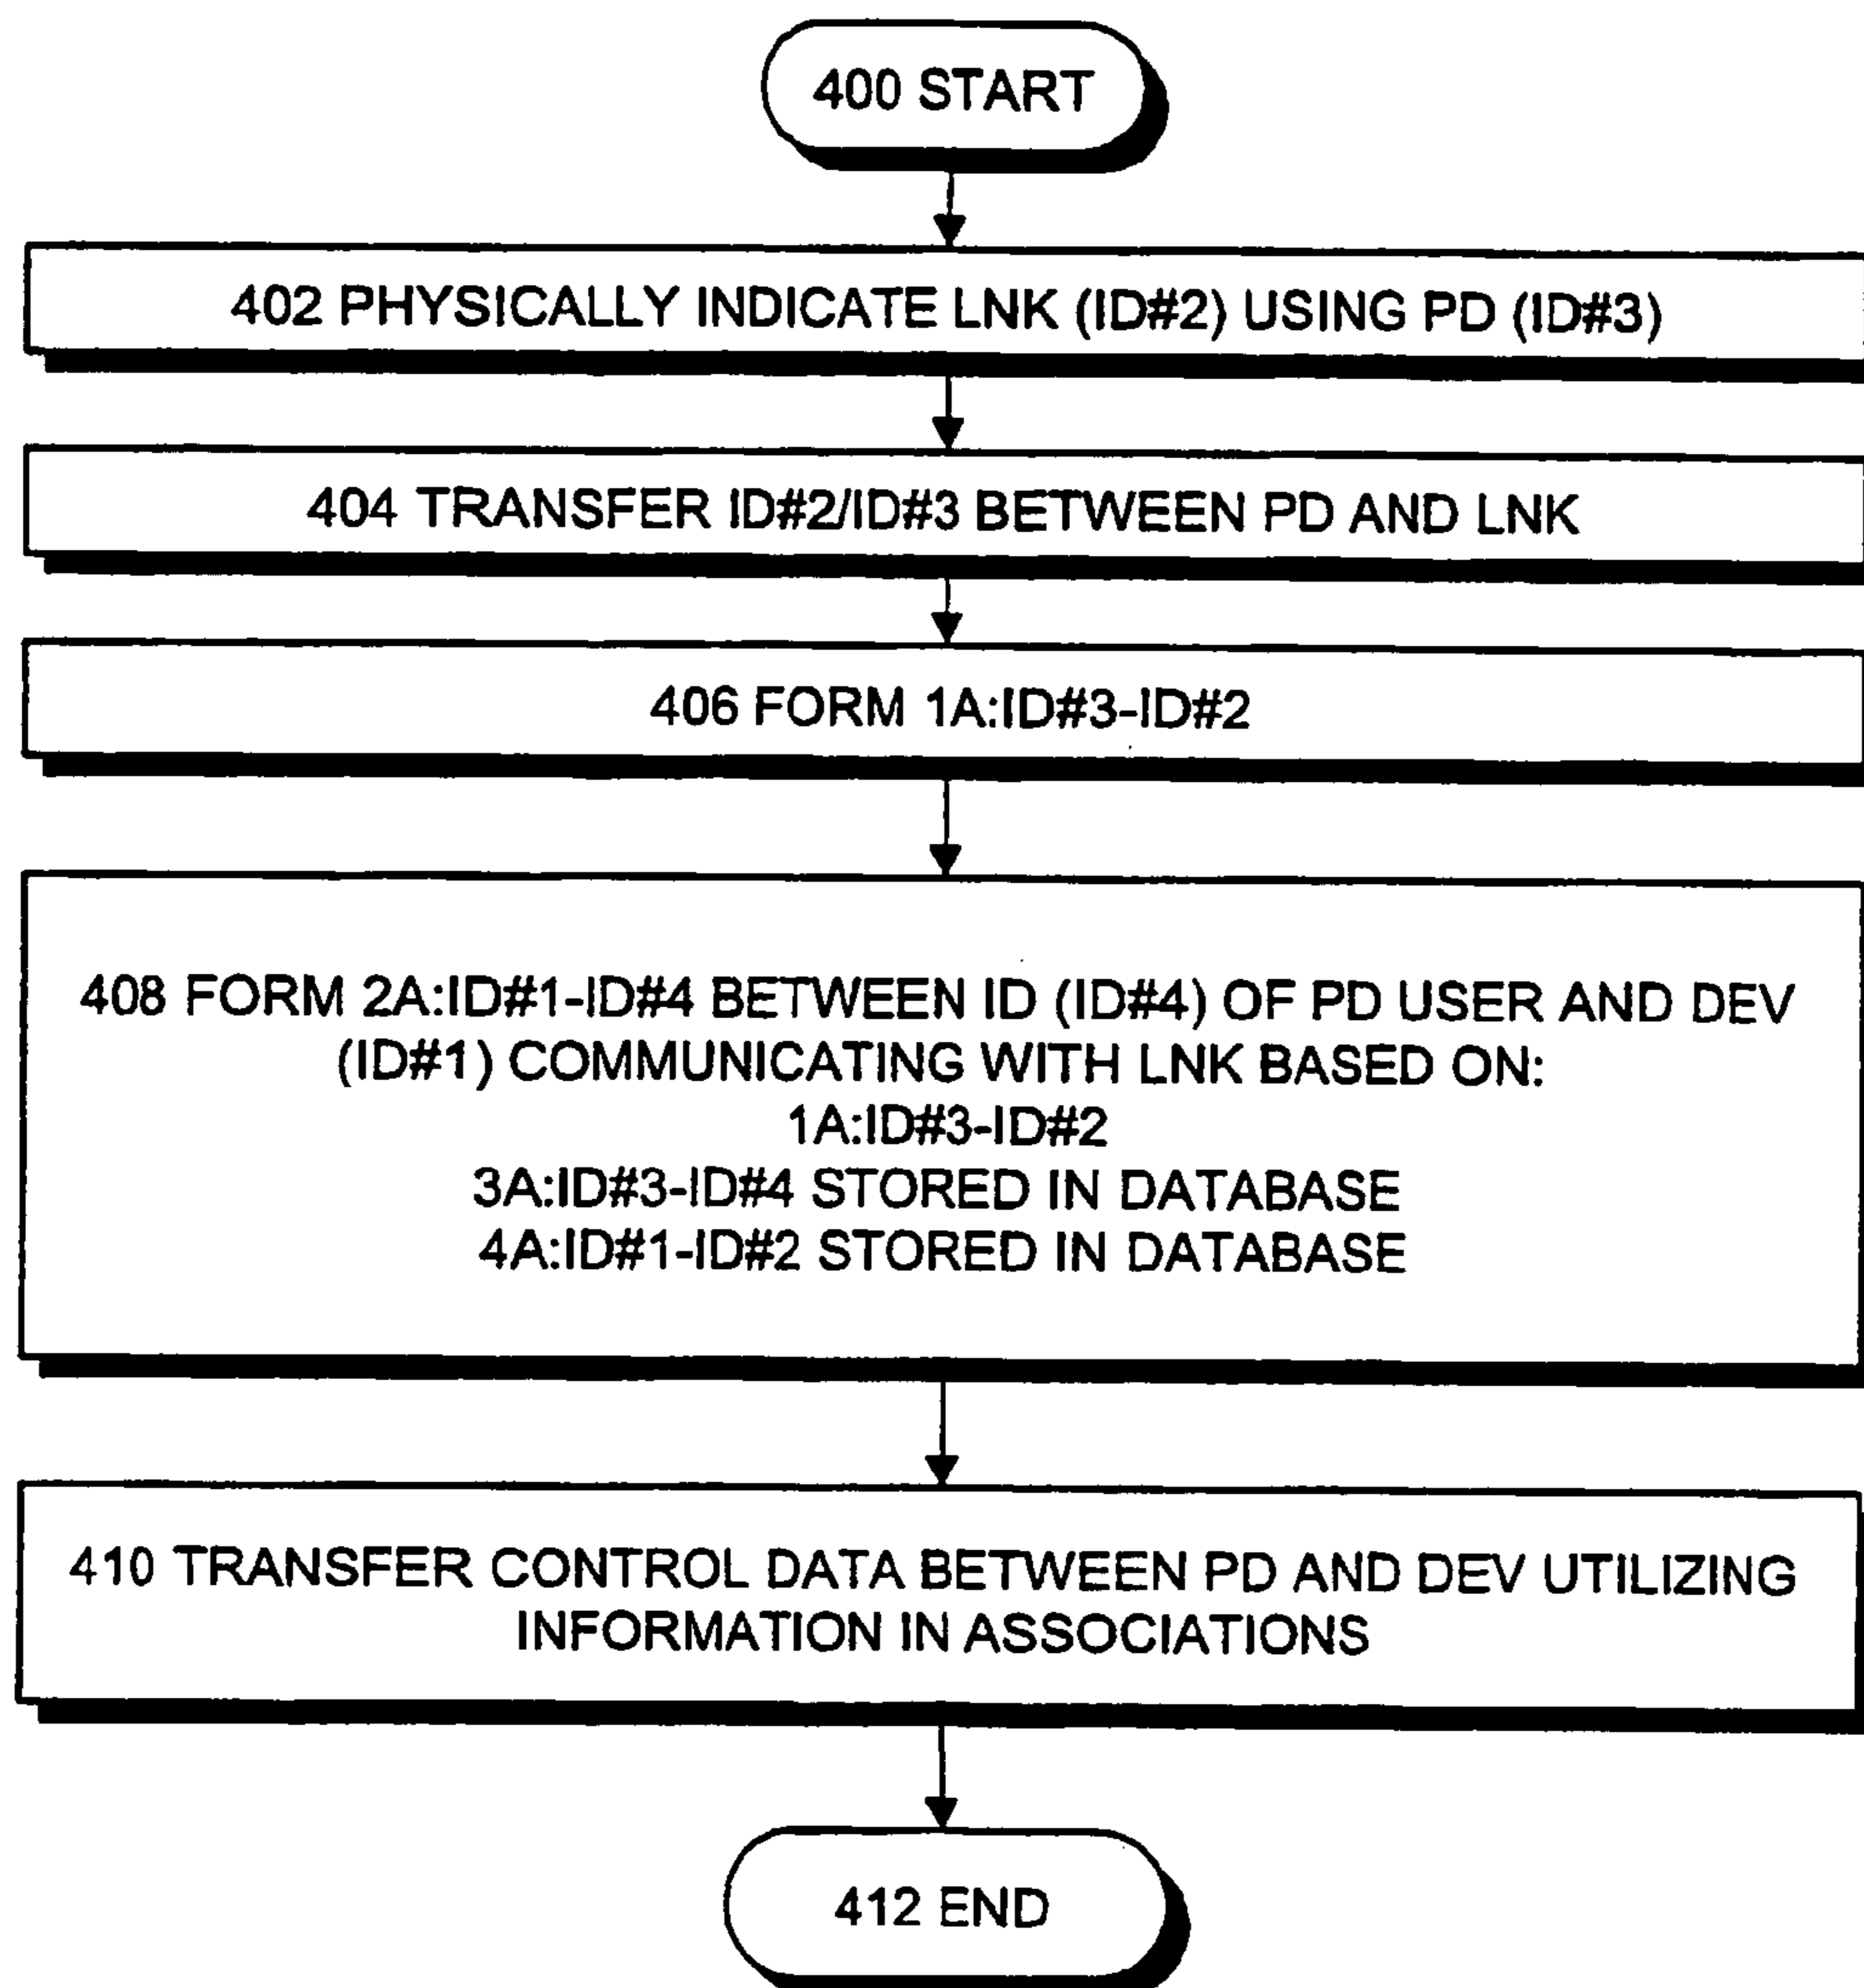 400 START
402 PHYSICALLY INDICATE LNK (ID#2) USING PD (ID#3)
404 TRANSFER ID#2/ID#3 BETWEEN PD AND LNK
406 FORM 1A:ID#3-ID#2
408 FORM 2A:ID#1-ID#4 BETWEEN ID (ID#4) OF PD USER AND DEV
(ID#1) COMMUNICATING WITH LNK BASED ON:
1A:ID#3-ID#2
3A:ID#3-ID#4 STORED IN DATABASE
4A:ID#1-ID#2 STORED IN DATABASE
410 TRANSFER CONTROL DATA BETWEEN PD AND DEV UTILIZING
INFORMATION IN ASSOCIATIONS
412 END